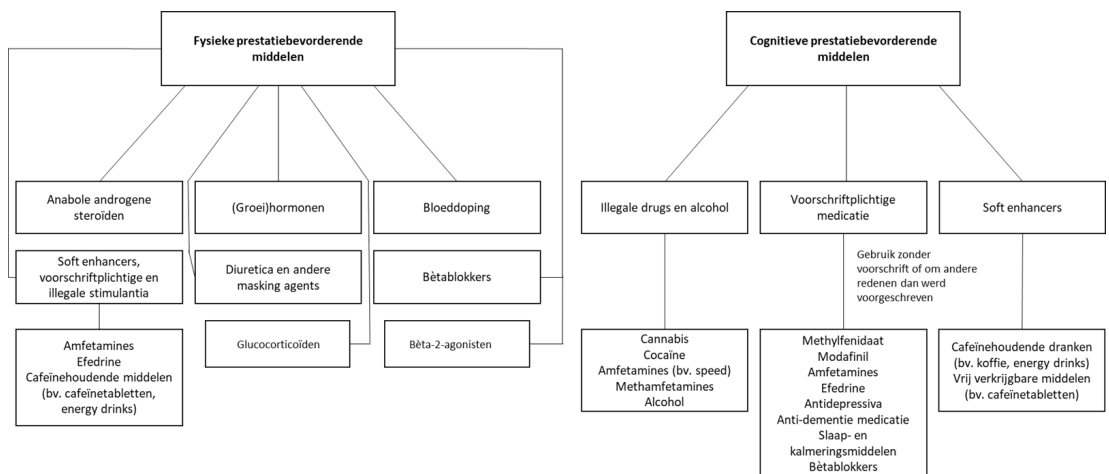 Fysieke prestatiebevorderende
middelen
Anabole androgene
steroïden
(Groei)hormonen
Bloeddoping
Soft enhancers,
voorschriftplichtige en
illegale stimulantia
Diuretica en andere
masking agents
Bètablokkers
Amfetamines
Efedrine
Cafeïnehoudende middelen
(bv. cafeïnetabletten,
energy drinks)
Glucocorticoïden
Bèta-2-agonisten
Cognitieve prestatiebevorderende
middelen
Illegale drugs en alcohol
Voorschriftplichtige
medicatie
Soft enhancers
Gebruik zonder
voorschrift of om andere
redenen dan werd
voorgeschreven
Cannabis
Cocaïne
Amfetamines (bv. speed)
Methamfetamines
Alcohol
Methylfenidaat
Modafinil
Amfetamines
Efedrine
Antidepressiva
Anti-dementie medicatie
Slaap- en
kalmeringsmiddelen
Bètablokkers
Cafeïnehoudende dranken
(bv. koffie, energy drinks)
Vrij verkrijgbare middelen
(bv. cafeïnetabletten)